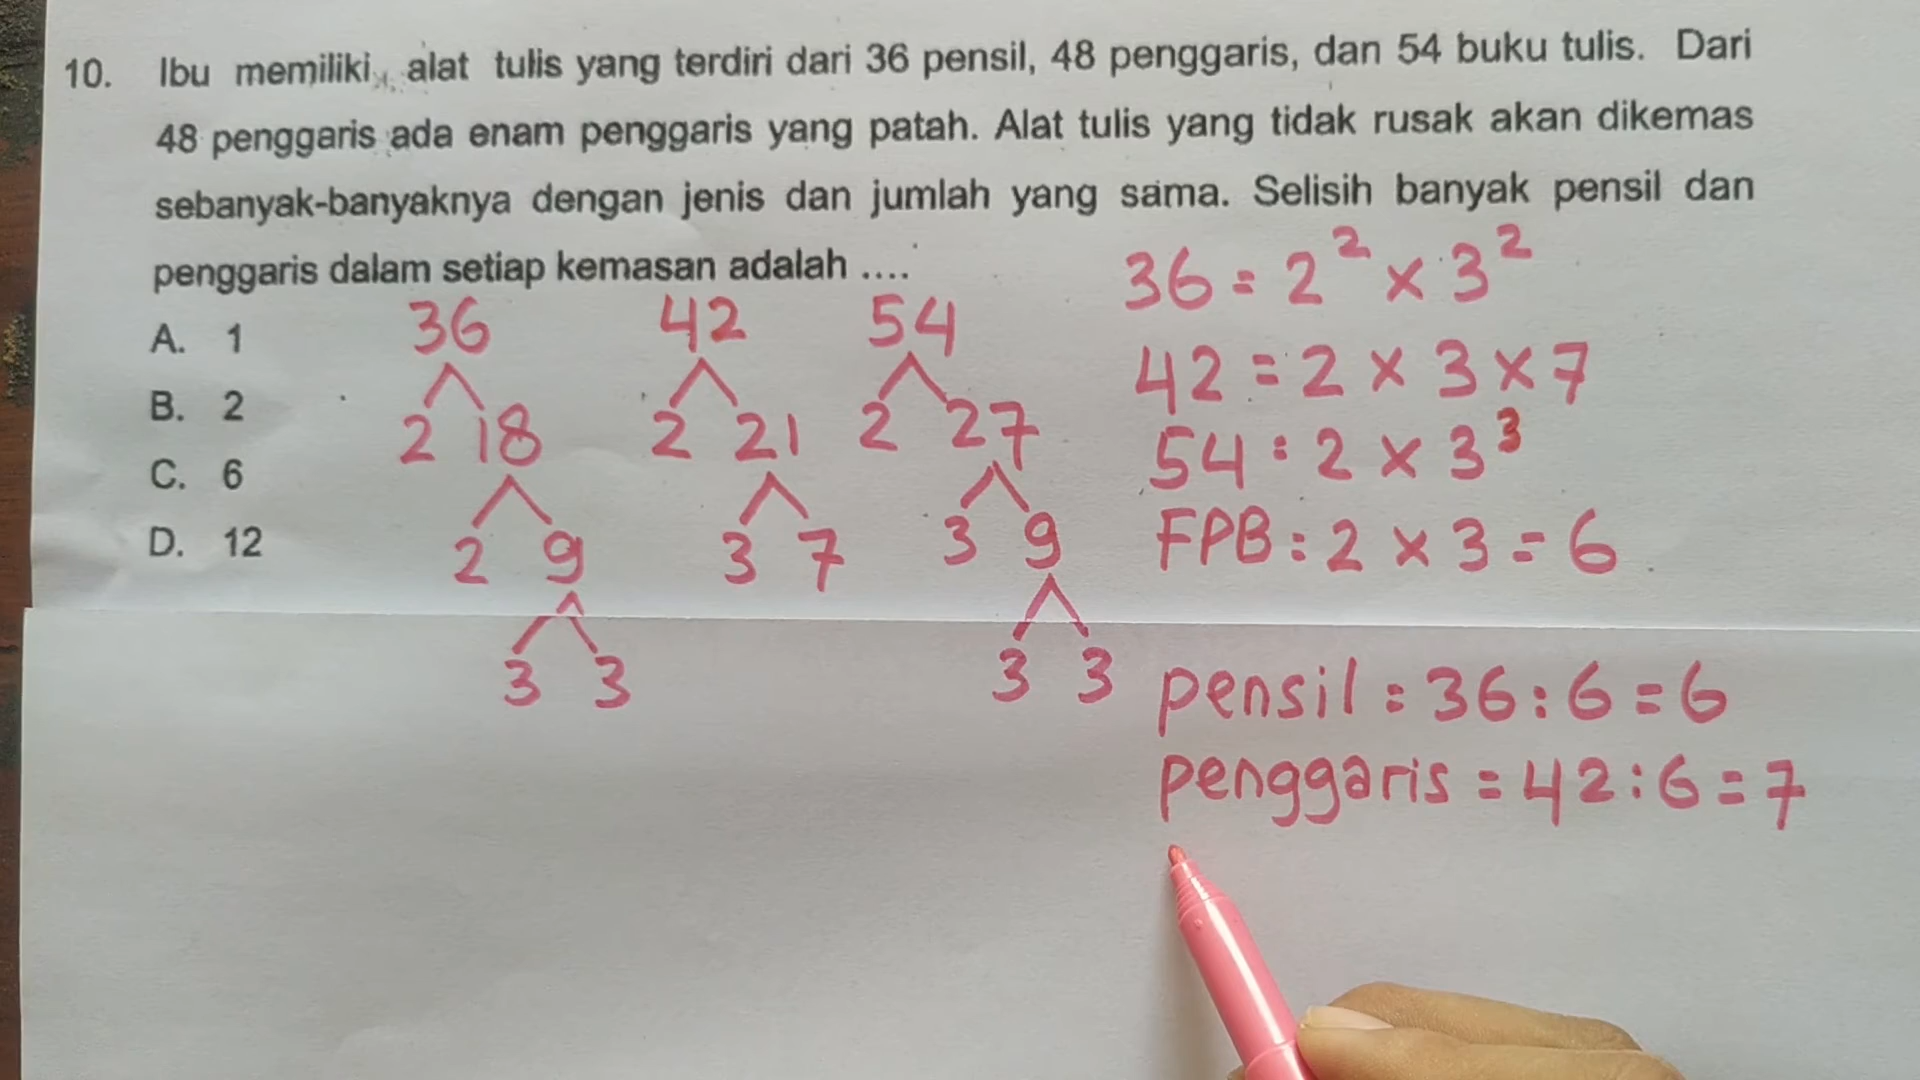 10. Ibu memiliki alat tulis yang terdiri dari 36 pensil, 48 penggaris, dan 54 buku tulis. Dari
48 penggaris ada enam penggaris yang patah. Alat tulis yang tidak rusak akan dikemas
sebanyak-banyaknya dengan jenis dan jumlah yang sama. Selisih banyak pensil dan
penggaris dalam setiap kemasan adalah ....
A. 1
B. 2
C. 6
D. 12
36 42 54
2 18 2 21 2 27
2 9 3 7 3 9
3 3 3 3
36 = 2² × 3²
42 = 2 × 3 × 7
54 : 2 × 3³
FPB : 2 × 3 = 6
pensil : 36 : 6 = 6
penggaris = 42 : 6 = 7